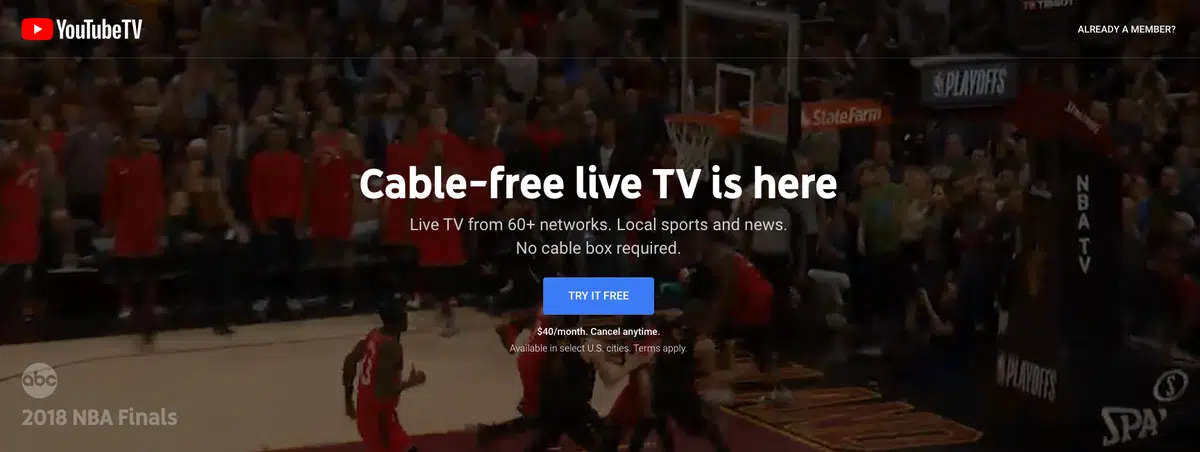 YouTubeTV
ALREADY A MEMBER?
PLAYOFFS
StateFarm
SPALDING
Cable-free live TV is here
Live TV from 60+ networks. Local sports and news.
No cable box required.
NBA TV
TRY IT FREE
$40/month. Cancel anytime.
Available in select U.S. cities. Terms apply.
abc
2018 NBA Finals
PLAYOFFS
SPA